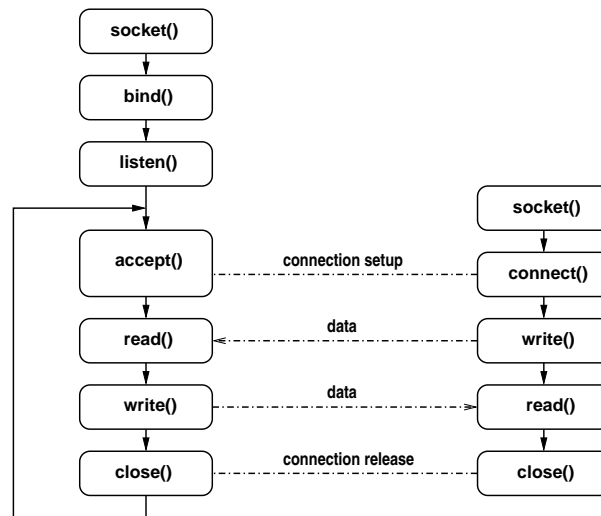 socket()
bind()
listen()
socket()
accept()
connection setup
connect()
read()
data
write()
write()
data
read()
close()
connection release
close()